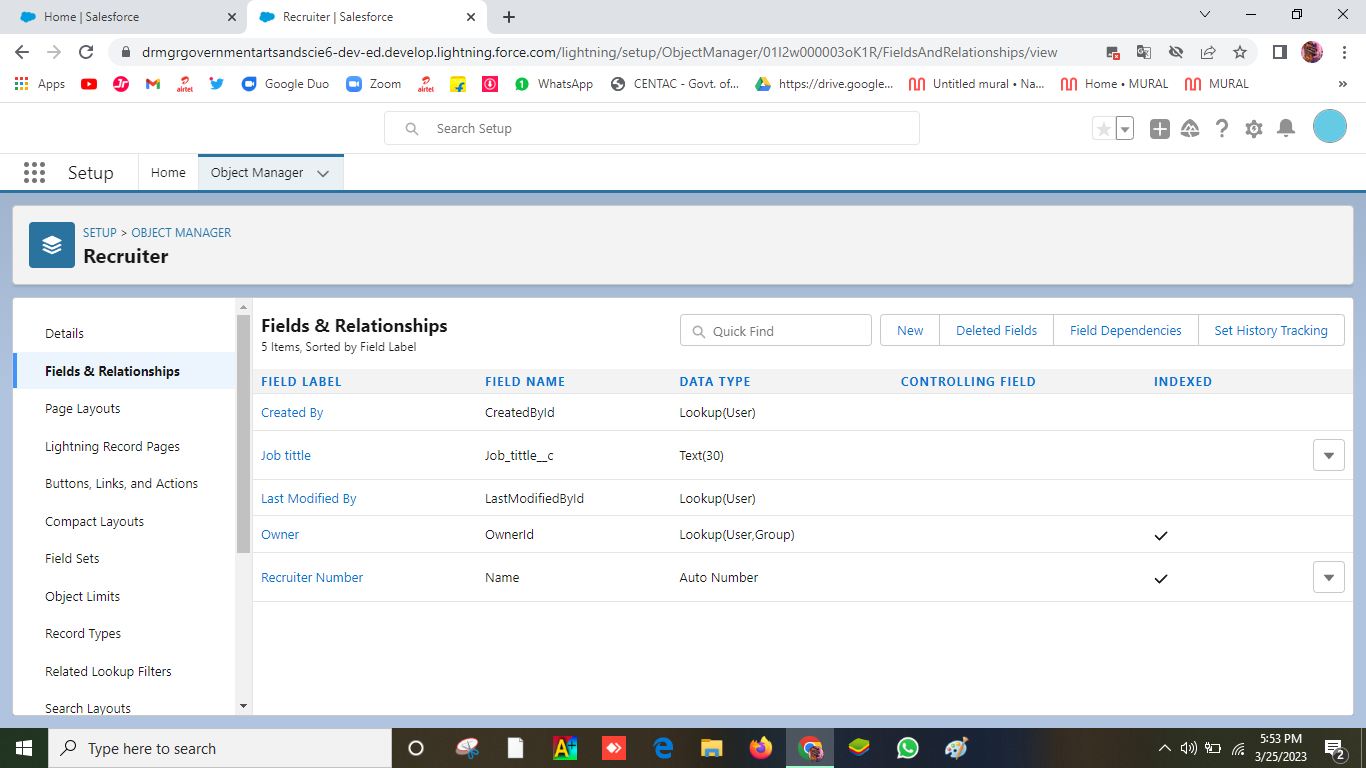 Home | Salesforce
Recruiter | Salesforce
drmgrgovernmentartsandscie6-dev-ed.develop.lightning.force.com/lightning/setup/ObjectManager/01I2w000003oK1R/FieldsAndRelationships/view
Apps airtel Google Duo Zoom airtel 1 WhatsApp CENTAC - Govt. of... https://drive.google... Untitled mural • Na... Home • MURAL MURAL »
Search Setup
Setup Home Object Manager
SETUP > OBJECT MANAGER
Recruiter
Details
Fields & Relationships
Page Layouts
Lightning Record Pages
Buttons, Links, and Actions
Compact Layouts
Field Sets
Object Limits
Record Types
Related Lookup Filters
Search Layouts
Fields & Relationships
5 Items, Sorted by Field Label
Quick Find New Deleted Fields Field Dependencies Set History Tracking
FIELD LABEL FIELD NAME DATA TYPE CONTROLLING FIELD INDEXED
Created By CreatedById Lookup(User)
Job tittle Job_tittle__c Text(30)
Last Modified By LastModifiedById Lookup(User)
Owner OwnerId Lookup(User,Group)
Recruiter Number Name Auto Number
Type here to search
5:53 PM
3/25/2023
2